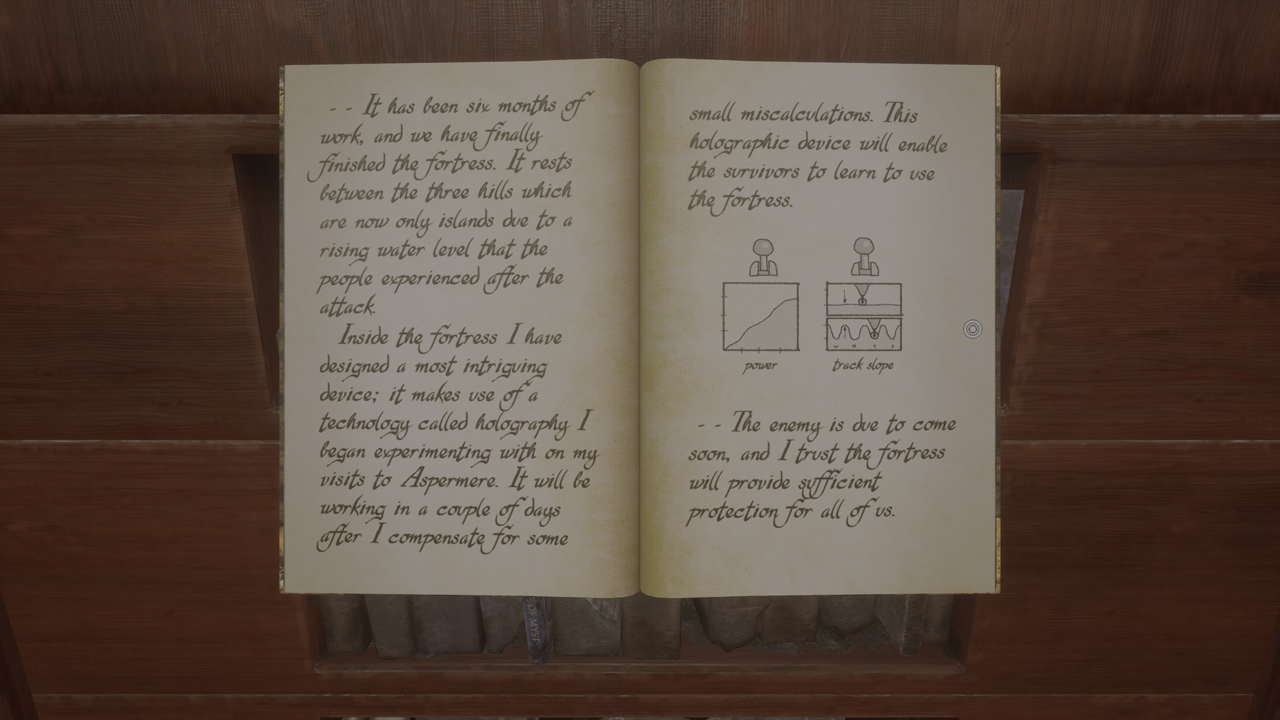 - - It has been six months of
work, and we have finally
finished the fortress. It rests
between the three hills which
are now only islands due to a
rising water level that the
people experienced after the
attack.
Inside the fortress I have
designed a most intriguing
device; it makes use of a
technology called holography I
began experimenting with on my
visits to Aspermere. It will be
working in a couple of days
after I compensate for some
small miscalculations. This
holographic device will enable
the survivors to learn to use
the fortress.
power
track slope
- - The enemy is due to come
soon, and I trust the fortress
will provide sufficient
protection for all of us.
OF MYST